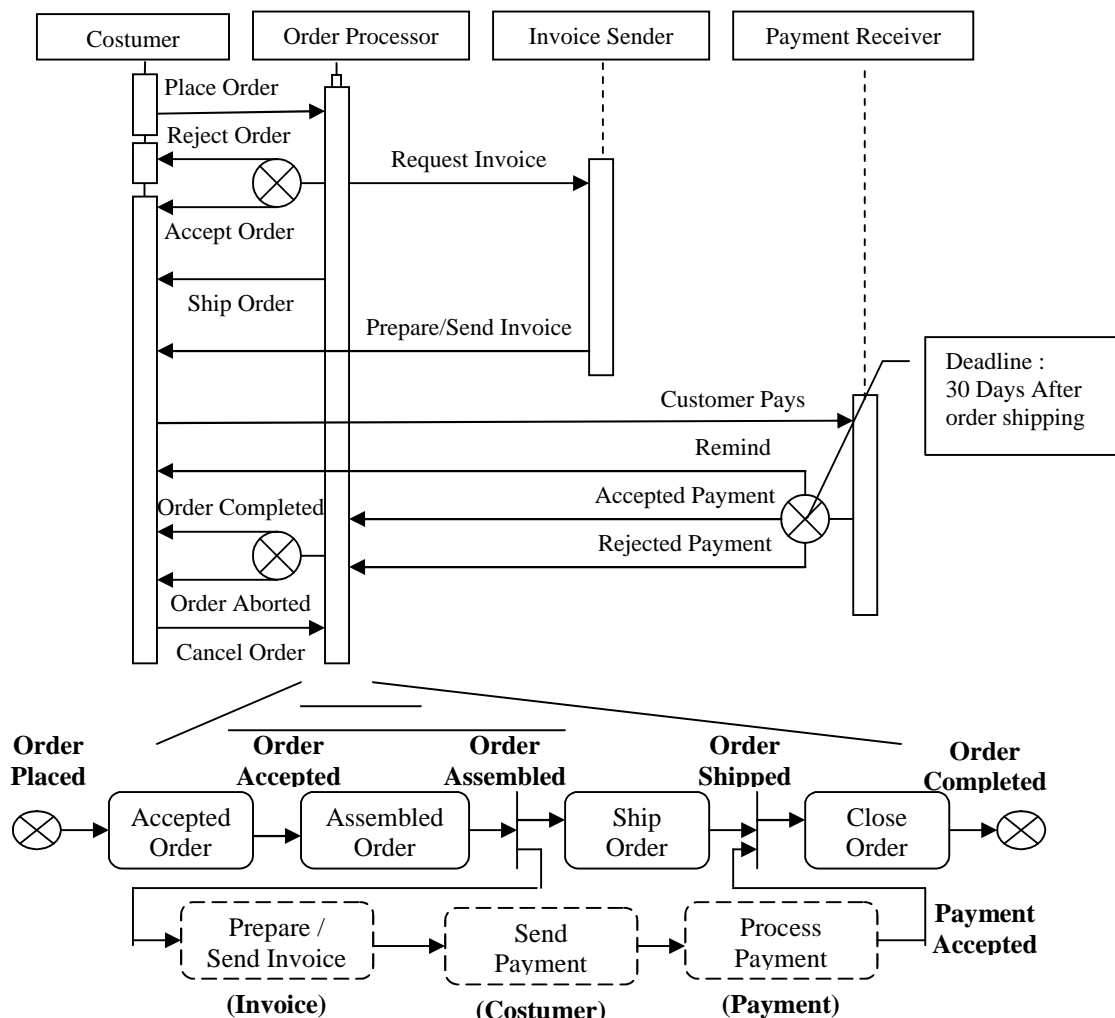 Costumer
Order Processor
Invoice Sender
Payment Receiver
Place Order
Reject Order
Request Invoice
Accept Order
Ship Order
Prepare/Send Invoice
Deadline :
30 Days After
order shipping
Customer Pays
Remind
Accepted Payment
Order Completed
Rejected Payment
Order Aborted
Cancel Order
Order
Placed
Order
Accepted
Order
Assembled
Order
Shipped
Order
Completed
Accepted
Order
Assembled
Order
Ship
Order
Close
Order
Prepare /
Send Invoice
Send
Payment
Process
Payment
Payment
Accepted
(Invoice)
(Costumer)
(Payment)